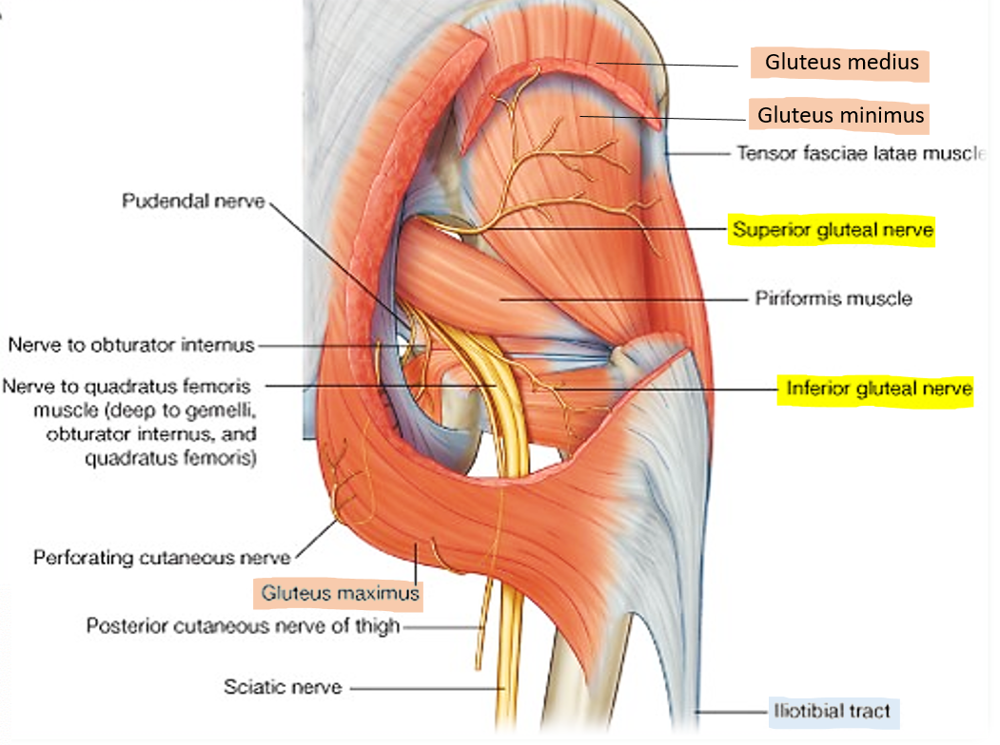 Gluteus medius
Gluteus minimus
Tensor fasciae latae muscle
Pudendal nerve
Superior gluteal nerve
Piriformis muscle
Nerve to obturator internus
Nerve to quadratus femoris
muscle (deep to gemelli,
obturator internus, and
quadratus femoris)
Inferior gluteal nerve
Perforating cutaneous nerve
Gluteus maximus
Posterior cutaneous nerve of thigh
Sciatic nerve
Iliotibial tract